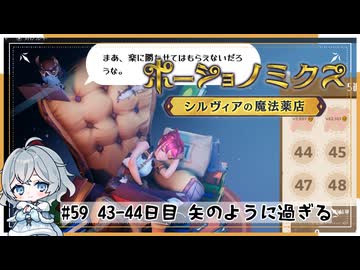 まあ、楽に勝たせてはもらえないだろ
うな。
ポーショノミクス
シルヴィアの魔法薬店
44
45
47
48
#59 43-44日目 矢のように過ぎる